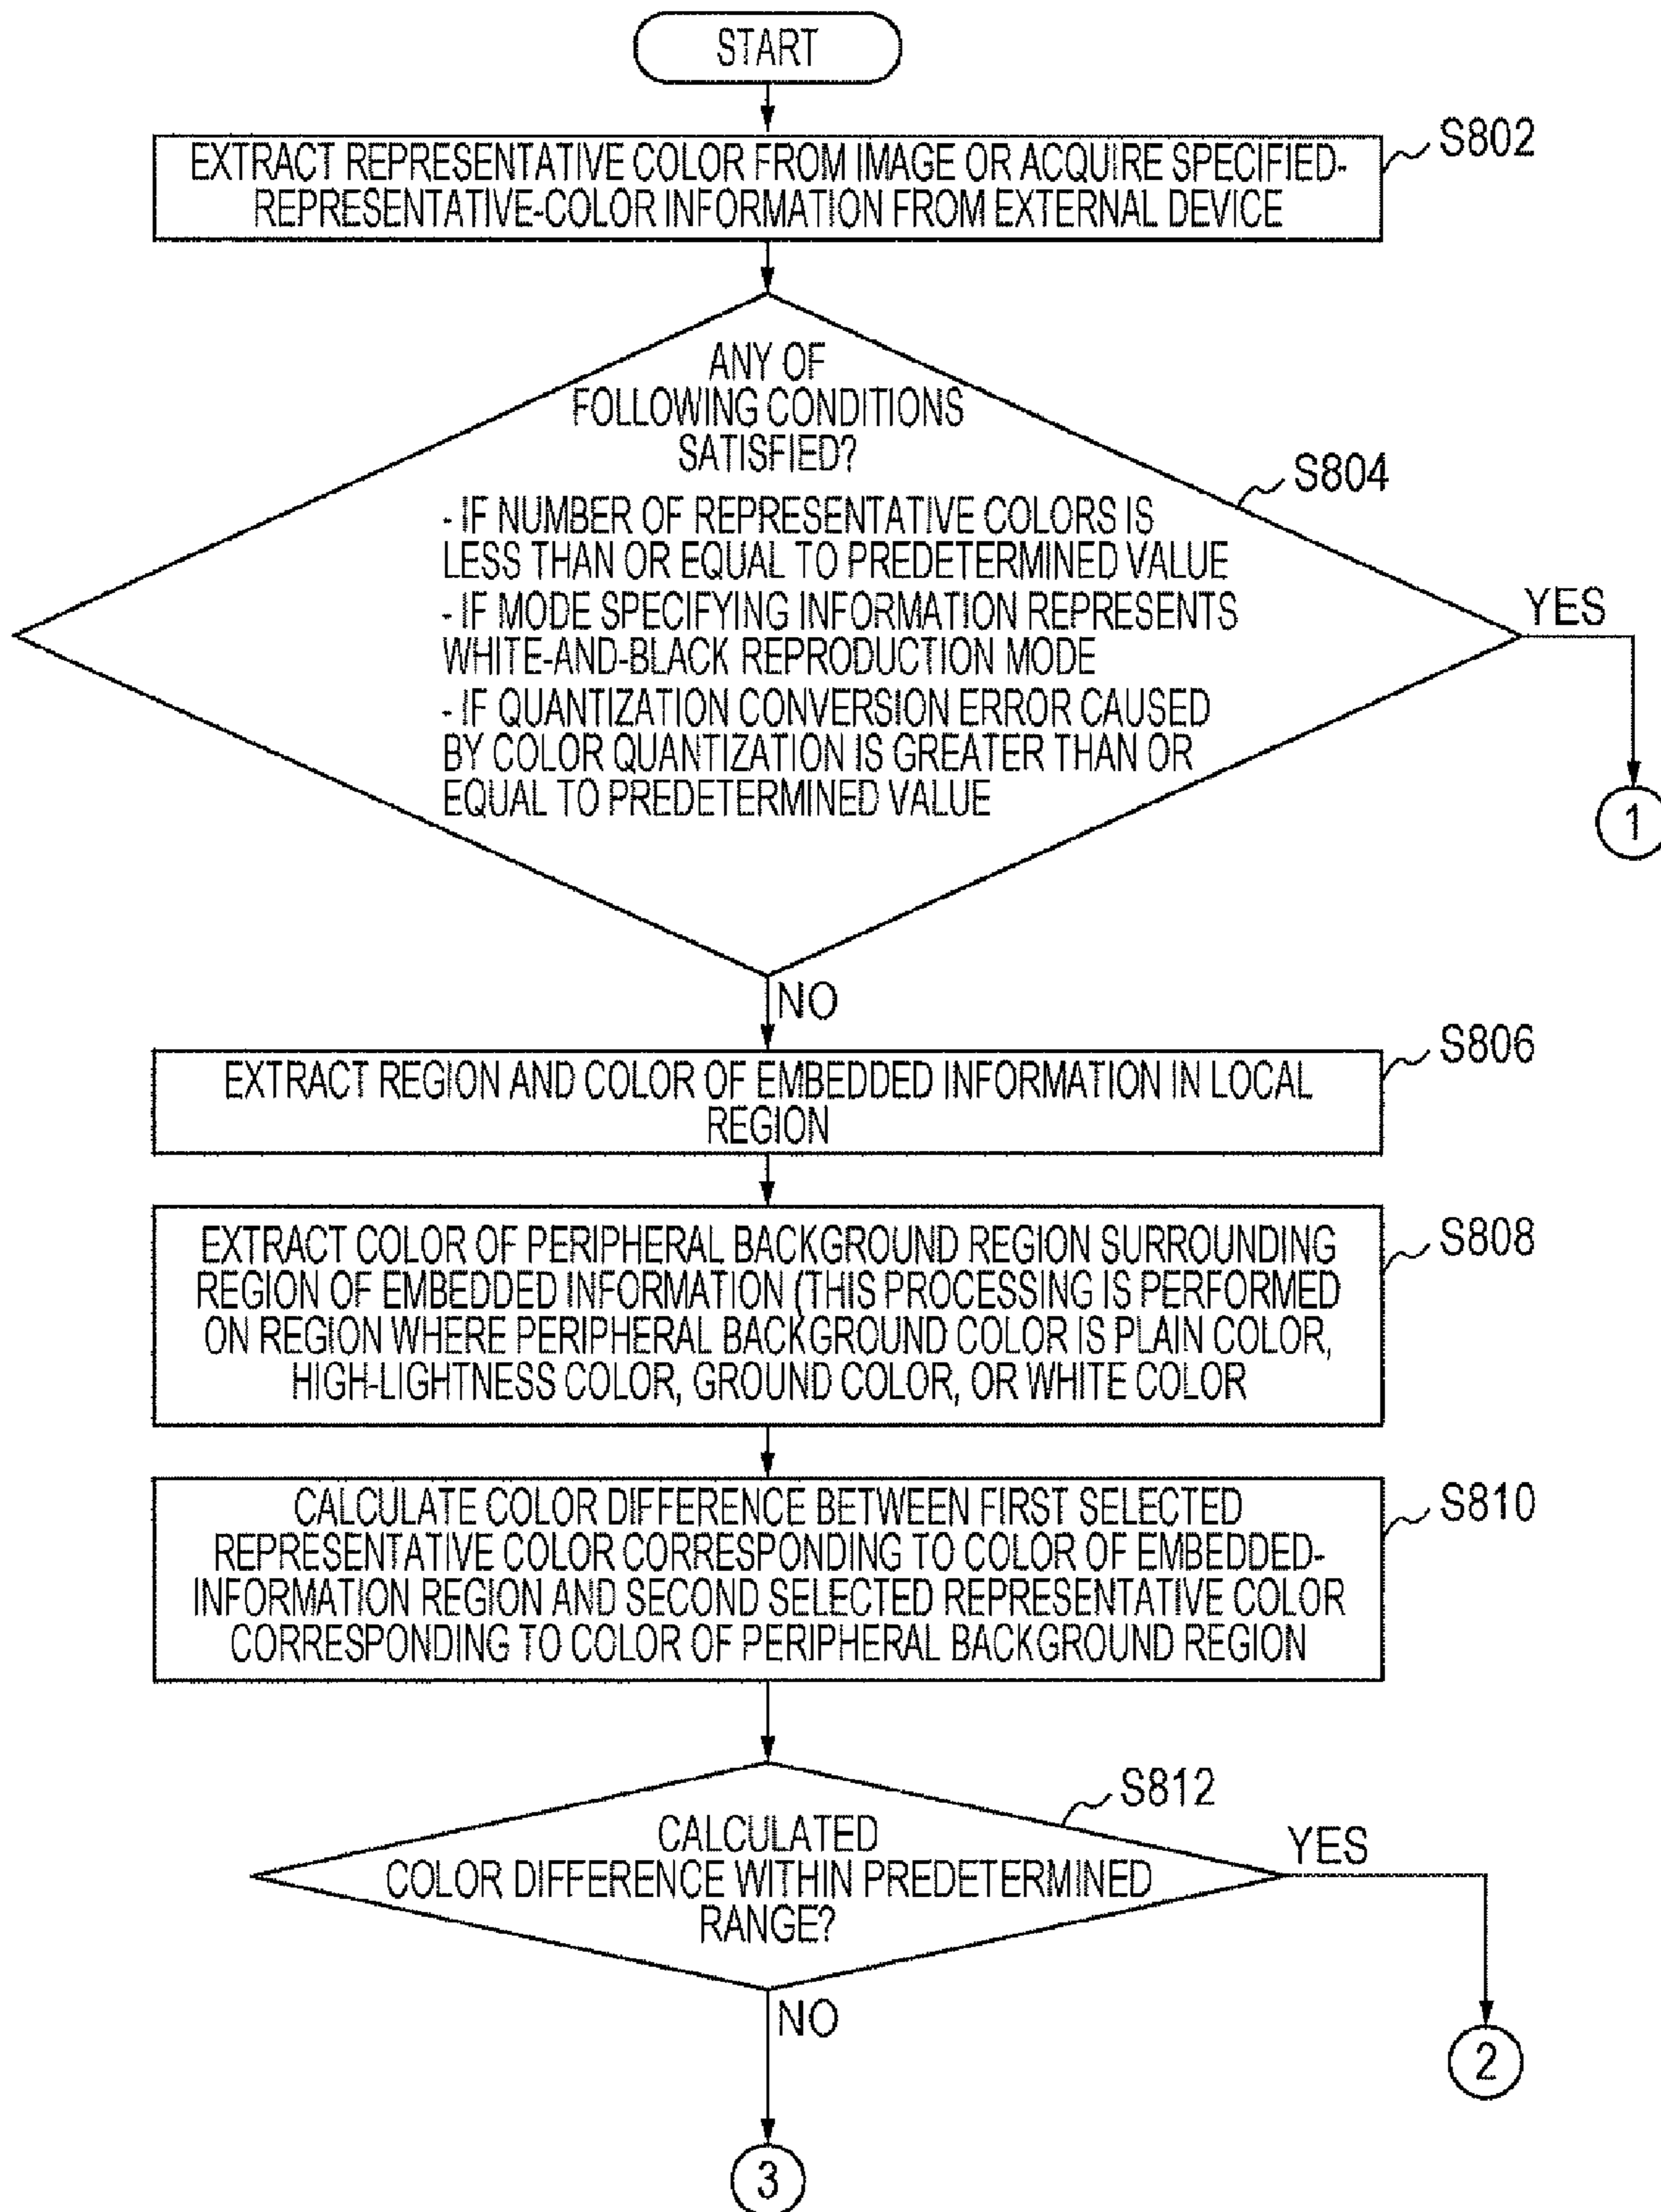 START
S802
EXTRACT REPRESENTATIVE COLOR FROM IMAGE OR ACQUIRE SPECIFIED-
REPRESENTATIVE-COLOR INFORMATION FROM EXTERNAL DEVICE
ANY OF
FOLLOWING CONDITIONS
SATISFIED?
S804
- IF NUMBER OF REPRESENTATIVE COLORS IS
LESS THAN OR EQUAL TO PREDETERMINED VALUE
- IF MODE SPECIFYING INFORMATION REPRESENTS
WHITE-AND-BLACK REPRODUCTION MODE
- IF QUANTIZATION CONVERSION ERROR CAUSED
BY COLOR QUANTIZATION IS GREATER THAN OR
EQUAL TO PREDETERMINED VALUE
YES
1
NO
S806
EXTRACT REGION AND COLOR OF EMBEDDED INFORMATION IN LOCAL
REGION
S808
EXTRACT COLOR OF PERIPHERAL BACKGROUND REGION SURROUNDING
REGION OF EMBEDDED INFORMATION (THIS PROCESSING IS PERFORMED
ON REGION WHERE PERIPHERAL BACKGROUND COLOR IS PLAIN COLOR,
HIGH-LIGHTNESS COLOR, GROUND COLOR, OR WHITE COLOR
S810
CALCULATE COLOR DIFFERENCE BETWEEN FIRST SELECTED
REPRESENTATIVE COLOR CORRESPONDING TO COLOR OF EMBEDDED-
INFORMATION REGION AND SECOND SELECTED REPRESENTATIVE COLOR
CORRESPONDING TO COLOR OF PERIPHERAL BACKGROUND REGION
S812
CALCULATED
COLOR DIFFERENCE WITHIN PREDETERMINED
RANGE?
YES
2
NO
3